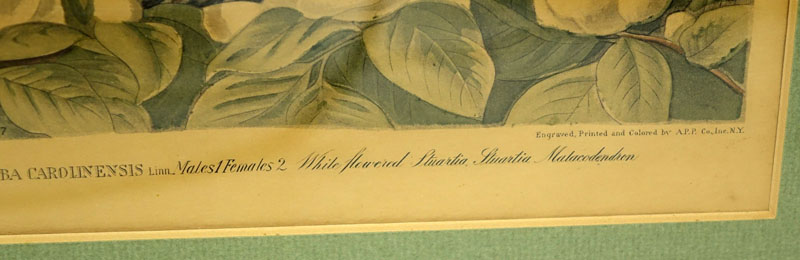 7
Engraved, Printed and Colored by A.P.P. Co., Inc. N.Y.
BA CAROLINENSIS Linn. Males 1 Females 2 White flowered Stuartia, Stuartia Malacodendron